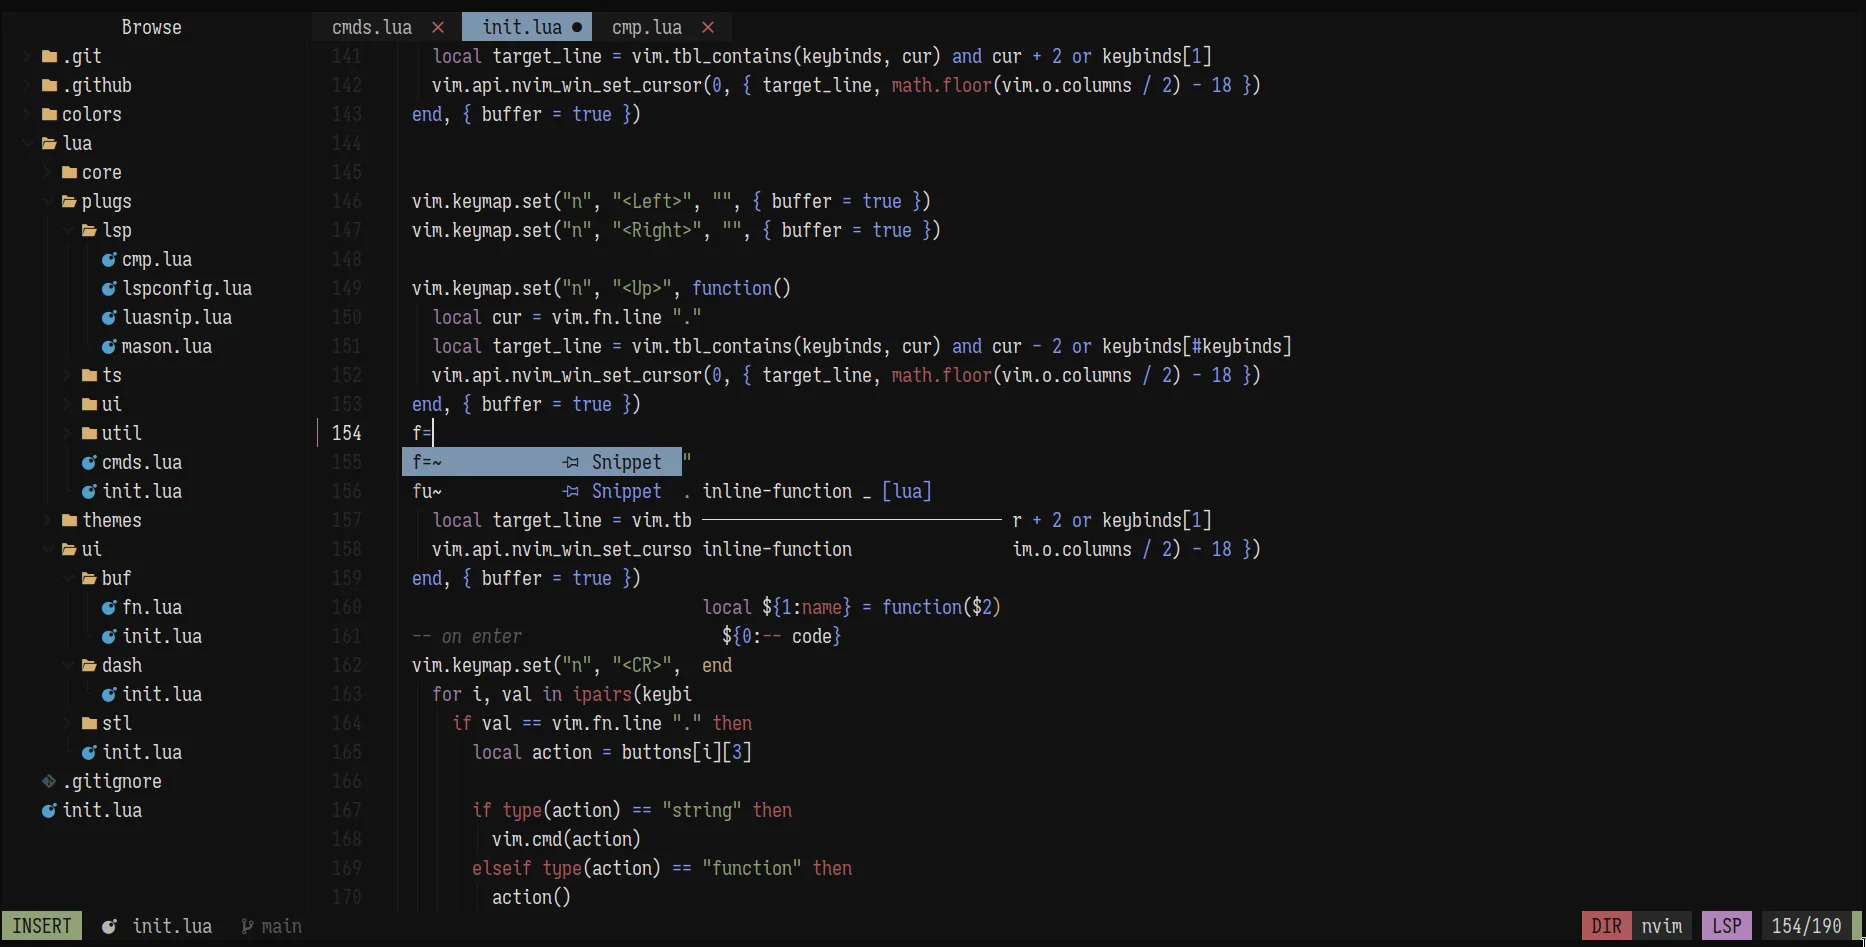 Browse
.git
.github
colors
lua
core
plugs
lsp
cmp.lua
lspconfig.lua
luasnip.lua
mason.lua
ts
ui
util
cmds.lua
init.lua
themes
ui
buf
fn.lua
init.lua
dash
init.lua
stl
init.lua
.gitignore
init.lua
cmds.lua × init.lua ● cmp.lua ×
141 local target_line = vim.tbl_contains(keybinds, cur) and cur + 2 or keybinds[1]
142 vim.api.nvim_win_set_cursor(0, { target_line, math.floor(vim.o.columns / 2) - 18 })
143 end, { buffer = true })
144
145
146 vim.keymap.set("n", "<Left>", "", { buffer = true })
147 vim.keymap.set("n", "<Right>", "", { buffer = true })
148
149 vim.keymap.set("n", "<Up>", function()
150 local cur = vim.fn.line "."
151 local target_line = vim.tbl_contains(keybinds, cur) and cur - 2 or keybinds[#keybinds]
152 vim.api.nvim_win_set_cursor(0, { target_line, math.floor(vim.o.columns / 2) - 18 })
153 end, { buffer = true })
154 f=
155 f=~ Snippet "
156 fu~ Snippet . inline-function _ [lua]
157 local target_line = vim.tb r + 2 or keybinds[1]
158 vim.api.nvim_win_set_curso inline-function im.o.columns / 2) - 18 })
159 end, { buffer = true })
160 local ${1:name} = function($2)
161 -- on enter ${0:-- code}
162 vim.keymap.set("n", "<CR>", end
163 for i, val in ipairs(keybi
164 if val == vim.fn.line "." then
165 local action = buttons[i][3]
166
167 if type(action) == "string" then
168 vim.cmd(action)
169 elseif type(action) == "function" then
170 action()
INSERT init.lua main DIR nvim LSP 154/190